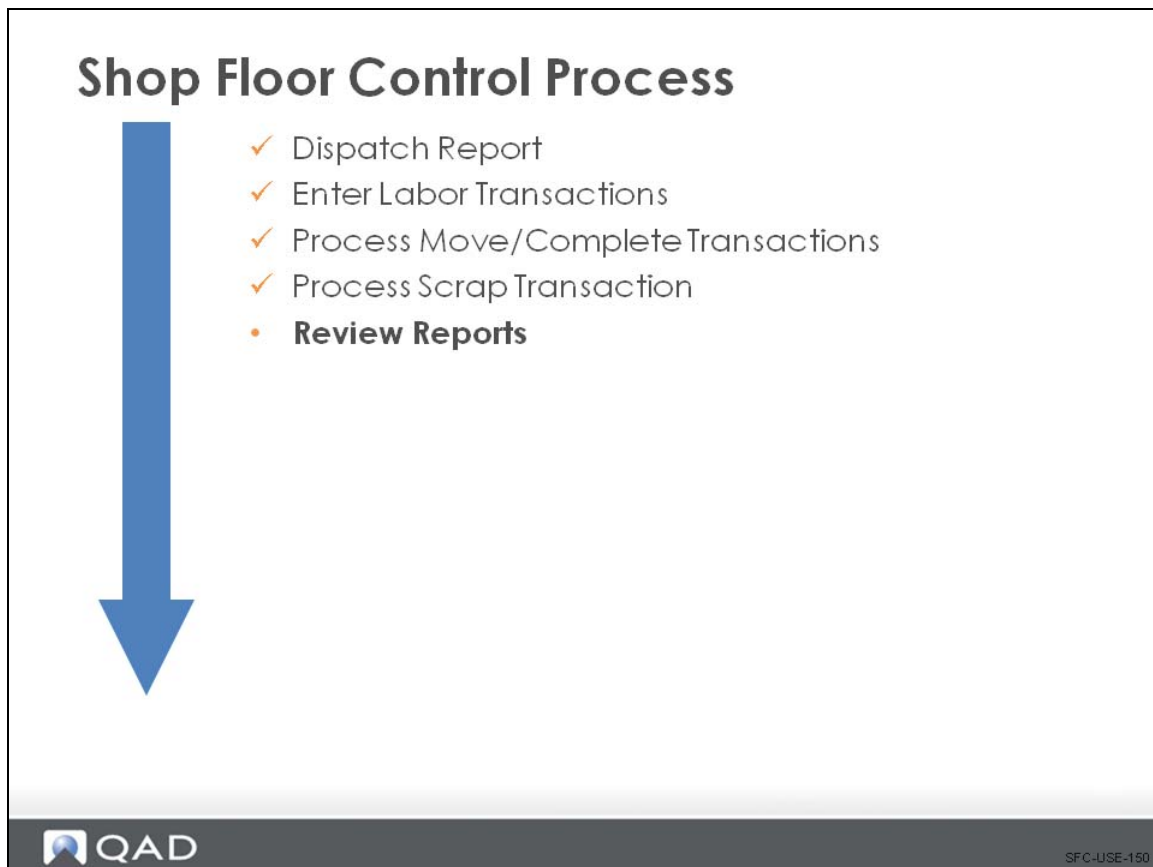 Shop Floor Control Process
Dispatch Report
Enter Labor Transactions
Process Move/Complete Transactions
Process Scrap Transaction
Review Reports
QAD
SFC-USE-150